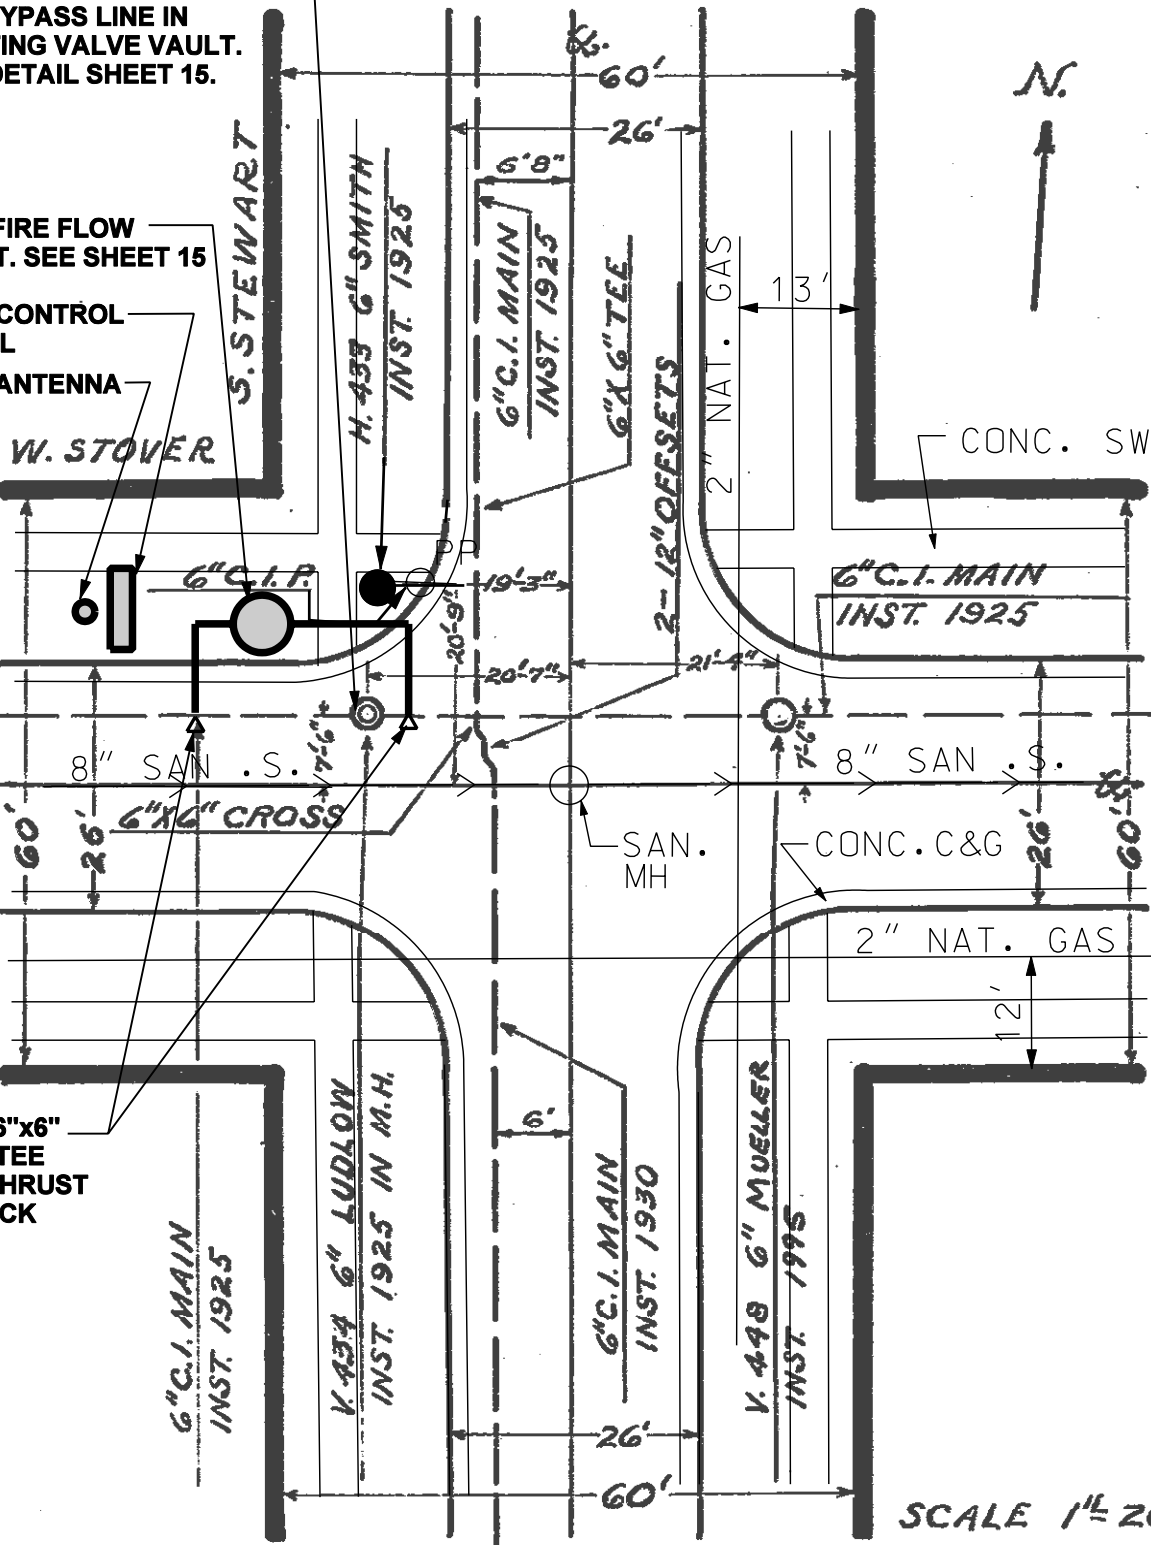 YPASS LINE IN
TING VALVE VAULT.
DETAIL SHEET 15.
60'
N.
26'
6'8"
S. STEWART
H. 433 6" SMITH
INST. 1925
6" C.I. MAIN
INST. 1925
6" X 6" TEE
2 - 12" OFFSETS
2" NAT. GAS
13'
FIRE FLOW
T. SEE SHEET 15
CONTROL
L
ANTENNA
W. STOVER
CONC. SW
6" C.I.P.
PP
19'-3"
6" C.I. MAIN
INST. 1925
20'-9"
20'-7"
21'-4"
7'-6"
7'-6"
8" SAN .S.
8" SAN .S.
6" X 6" CROSS
60'
26'
SAN.
MH
CONC. C&G
26'
60'
2" NAT. GAS
12'
6"x6"
TEE
HRUST
CK
6'
6" C.I. MAIN
INST. 1925
V. 434 6" LUDLOW
INST. 1925 IN M.H.
6" C.I. MAIN
INST. 1930
V. 448 6" MUELLER
INST. 1995
26'
60'
SCALE 1"=20